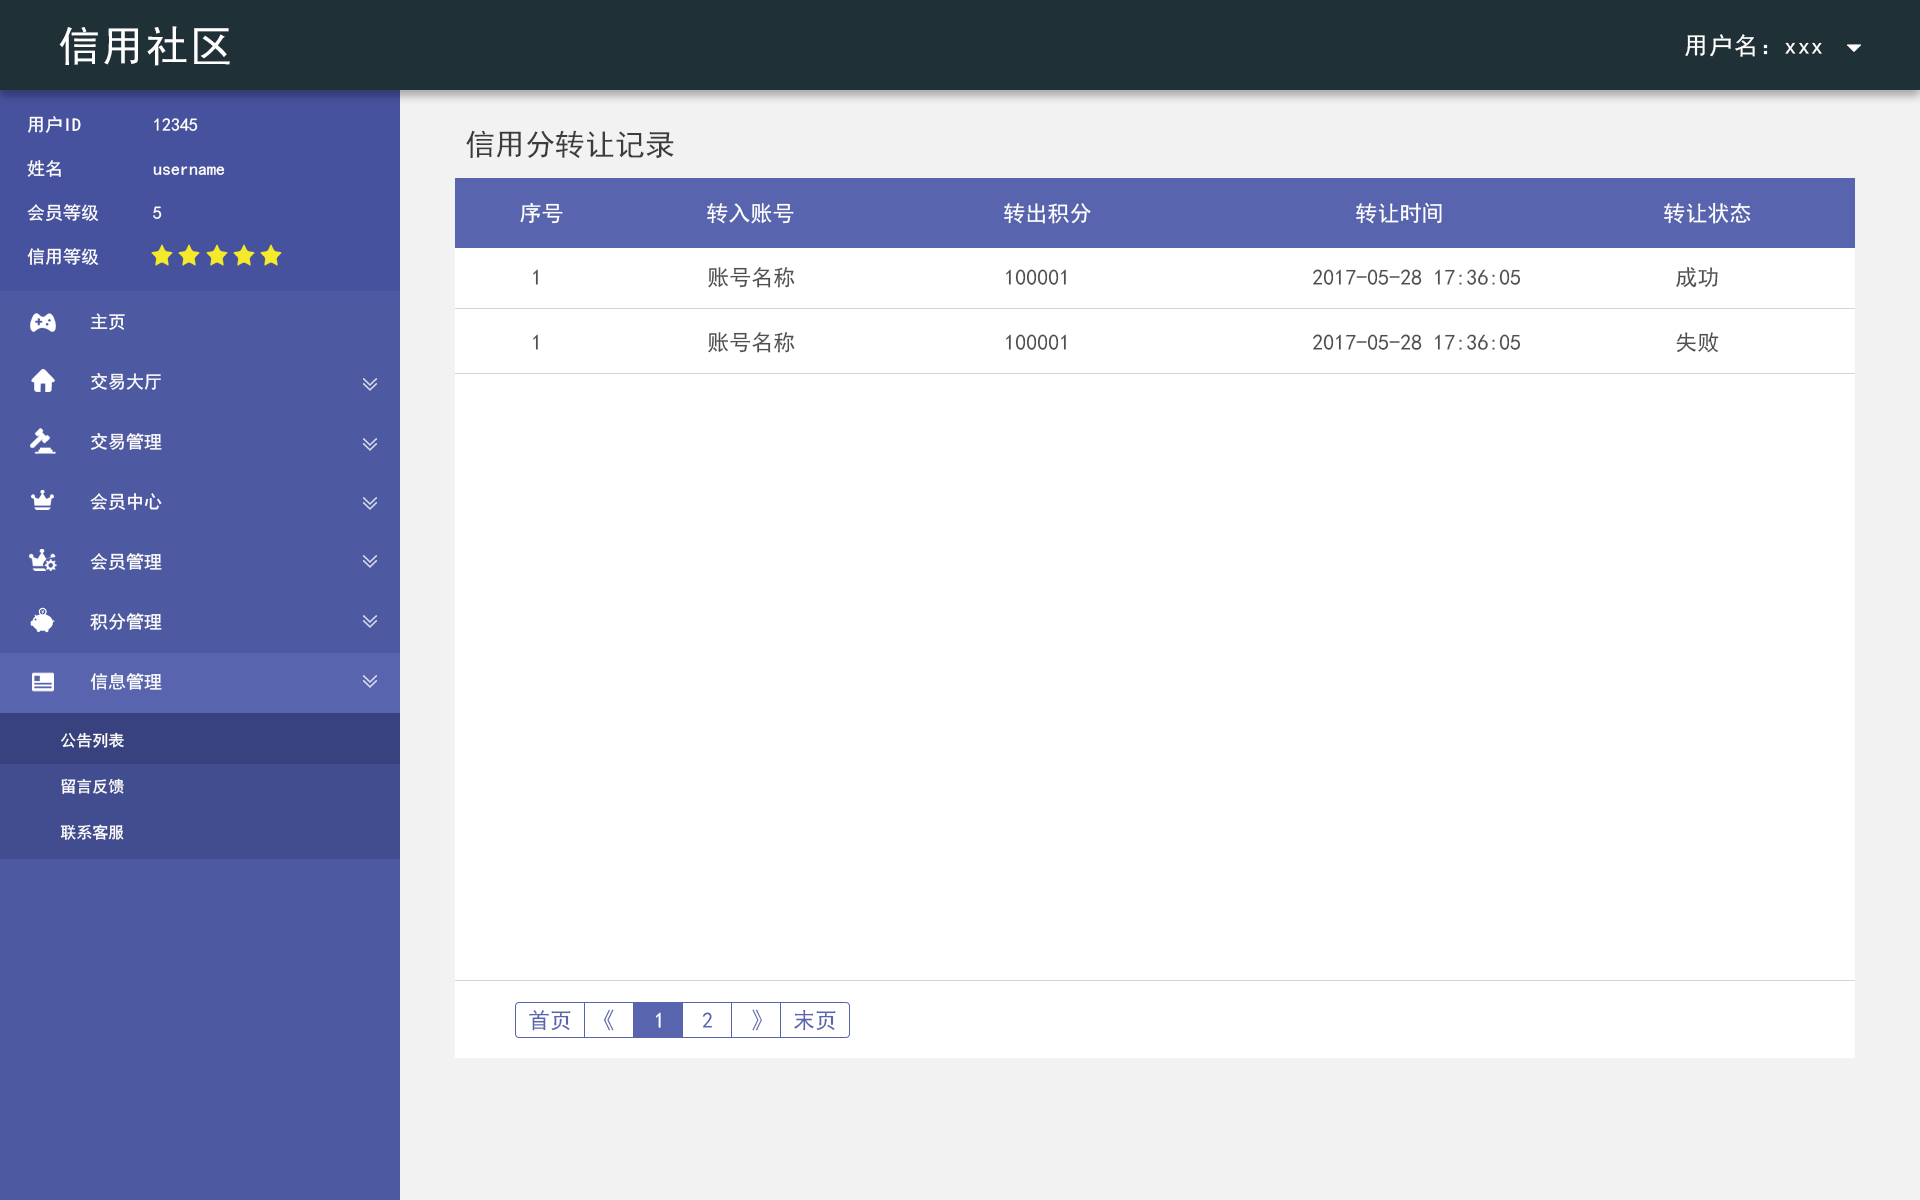 信用社区
用户名：xxx
用户ID 12345
姓名 username
会员等级 5
信用等级
主页
交易大厅
交易管理
会员中心
会员管理
积分管理
信息管理
公告列表
留言反馈
联系客服
信用分转让记录
序号 转入账号 转出积分 转让时间 转让状态
1 账号名称 100001 2017-05-28 17:36:05 成功
1 账号名称 100001 2017-05-28 17:36:05 失败
首页 《 1 2 》 末页